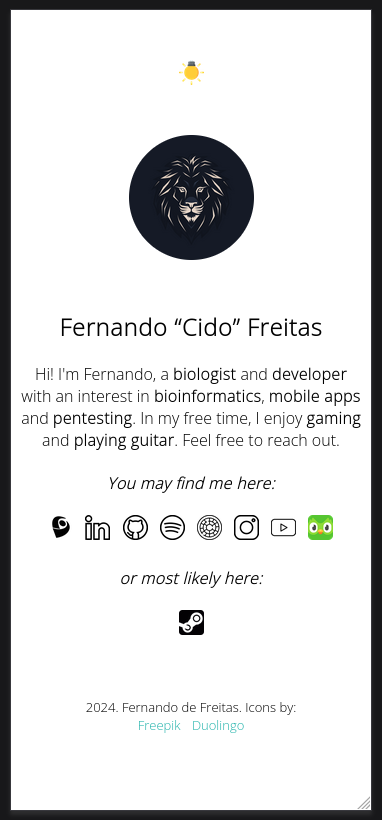 Fernando “Cido” Freitas
Hi! I'm Fernando, a biologist and developer
with an interest in bioinformatics, mobile apps
and pentesting. In my free time, I enjoy gaming
and playing guitar. Feel free to reach out.
You may find me here:
in
or most likely here:
2024. Fernando de Freitas. Icons by:
Freepik Duolingo